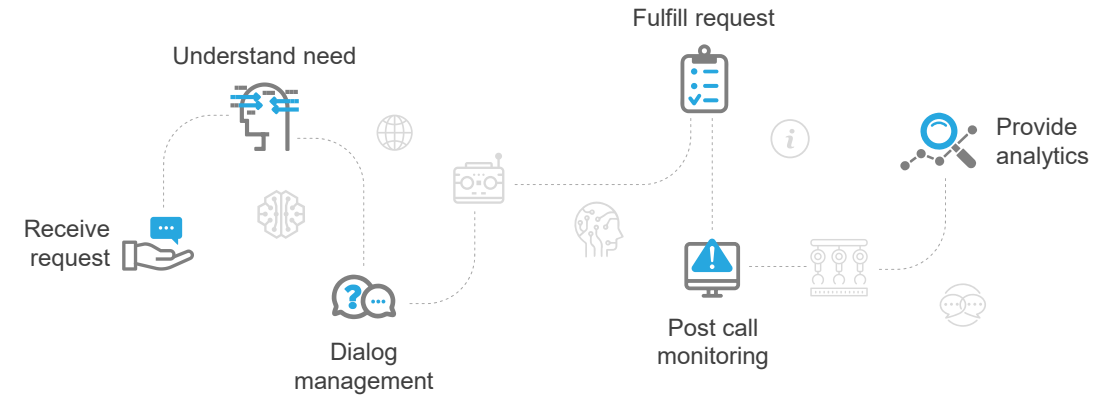 Receive
request
Understand need
Dialog
management
Fulfill request
Post call
monitoring
Provide
analytics